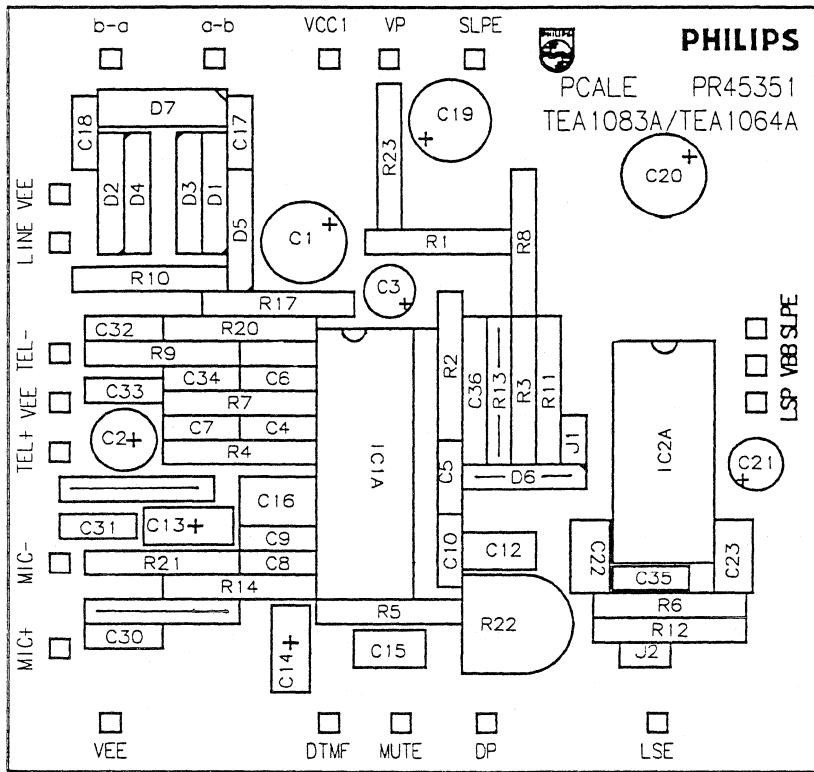 b-a a-b VCC1 VP SLPE
PHILIPS
PHILIPS
PCALE PR45351
TEA1083A/TEA1064A
C18 D7 C17 R23 C19
D2 D4 D3 D1 D5 C1 R1 R8 C20
LINE VEE
R10 C3
R17
C32 R20 R2 C36 R13 R3 R11
R9
TEL- VEE TEL+
C34 C6
C33 R7
C2 C7 C4
R4
IC1A C5 J1
D6
IC2A
LSP VBB SLPE
C21
C16
C31 C13
C9 C10 C12 C22 C23
R21 C8 C35
R14
MIC-
MIC+
R5 R22 R6
C30 R12
C14 C15 J2
VEE DTMF MUTE DP LSE